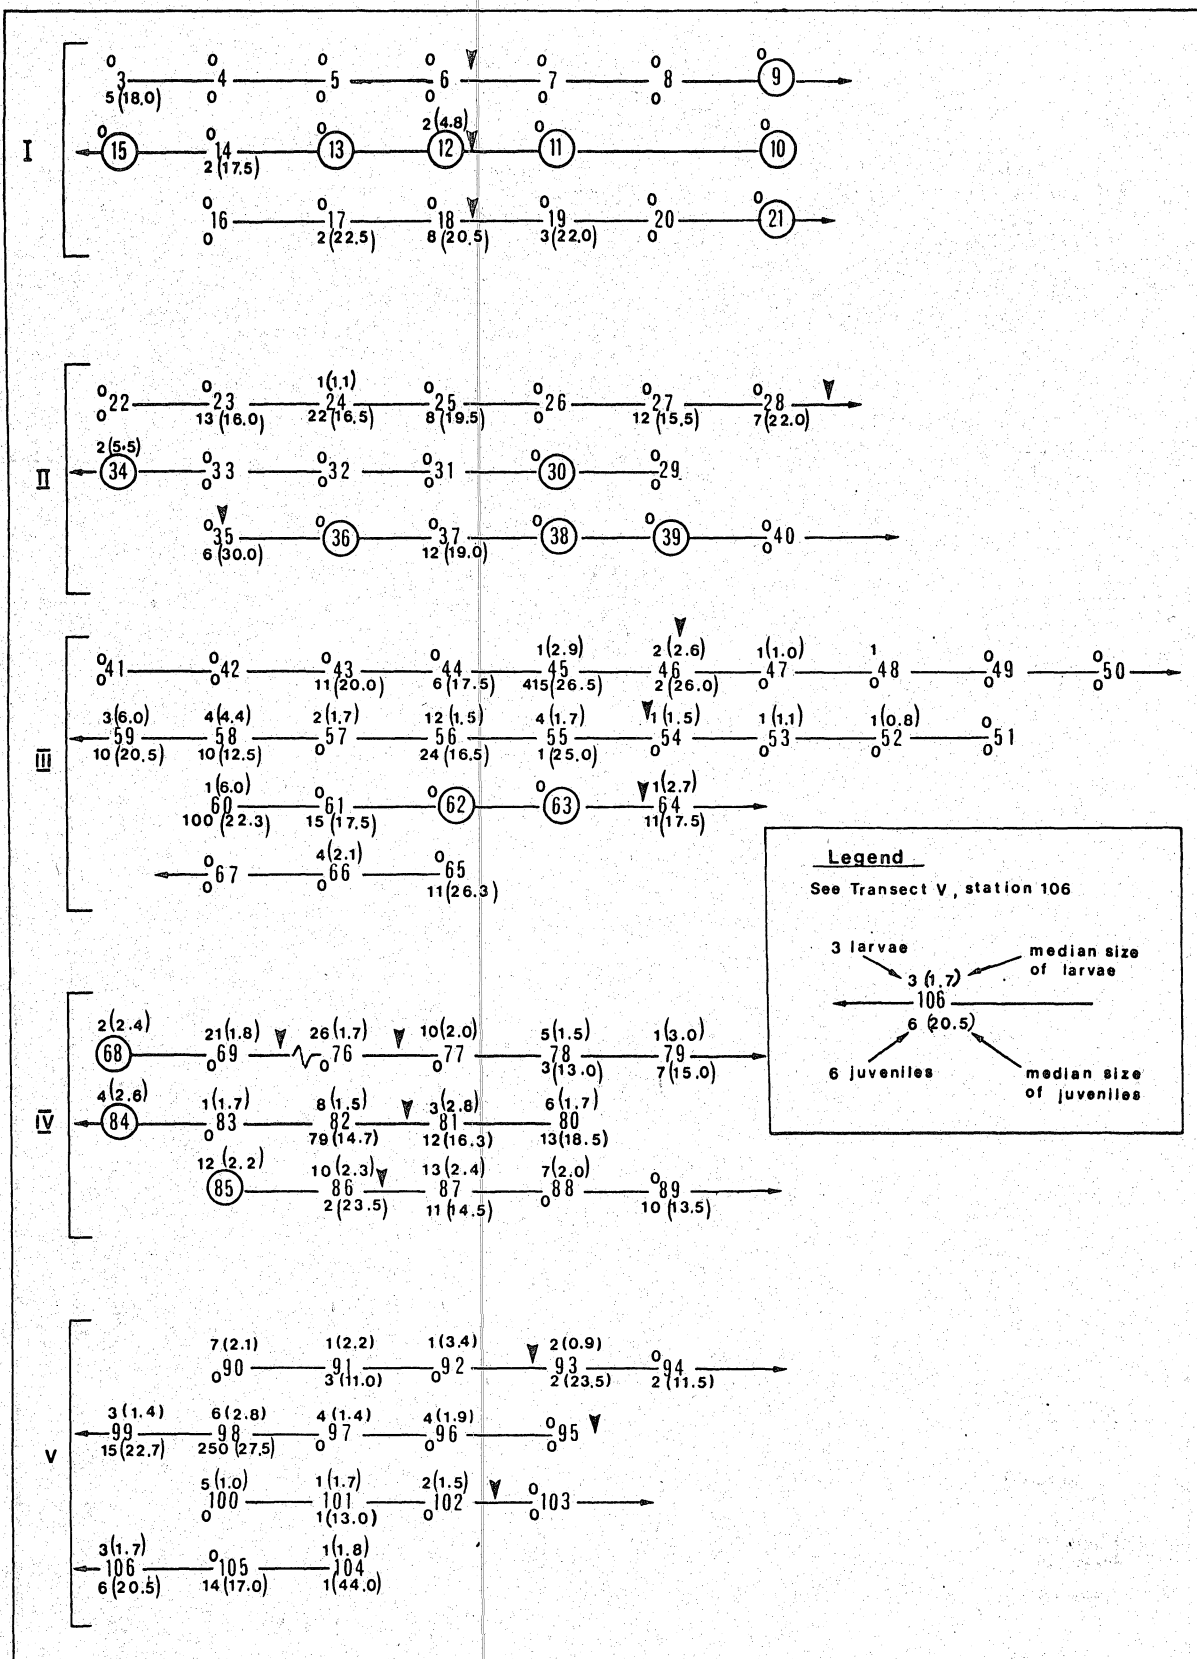 I
0 0 0 0 0 0 0
3 4 5 6 7 8 9
5 (18.0) 0 0 0 0 0
0 0 0 2 (4.8) 0 0
15 14 13 12 11 10
2 (17.5)
0 0 0 0 0 0
16 17 18 19 20 21
0 2 (22.5) 8 (20.5) 3 (22.0) 0
II
0 0 1 (1.1) 0 0 0 0
22 23 24 25 26 27 28
0 13 (16.0) 22 (16.5) 8 (19.5) 0 12 (15.5) 7 (22.0)
2 (5.5) 0 0 0 0 0
34 33 32 31 30 29
0 0 0 0
0 0 0 0 0 0
35 36 37 38 39 40
6 (30.0) 12 (19.0) 0
III
0 0 0 0 1 (2.9) 2 (2.6) 1 (1.0) 1 0 0
41 42 43 44 45 46 47 48 49 50
0 0 11 (20.0) 6 (17.5) 415 (26.5) 2 (26.0) 0 0 0 0
3 (6.0) 4 (4.4) 2 (1.7) 12 (1.5) 4 (1.7) 1 (1.5) 1 (1.1) 1 (0.8) 0
59 58 57 56 55 54 53 52 51
10 (20.5) 10 (12.5) 0 24 (16.5) 1 (25.0) 0 0 0 0
1 (6.0) 0 0 0 1 (2.7)
60 61 62 63 64
100 (22.3) 15 (17.5) 11 (17.5)
0 4 (2.1) 0
67 66 65
0 0 11 (26.3)
Legend
See Transect V, station 106
3 larvae
median size
of larvae
3 (1.7)
106
6 (20.5)
6 juveniles
median size
of juveniles
IV
2 (2.4) 21 (1.8) 26 (1.7) 10 (2.0) 5 (1.5) 1 (3.0)
68 69 76 77 78 79
0 0 0 3 (13.0) 7 (15.0)
4 (2.6) 1 (1.7) 8 (1.5) 3 (2.8) 6 (1.7)
84 83 82 81 80
0 79 (14.7) 12 (16.3) 13 (18.5)
12 (2.2) 10 (2.3) 13 (2.4) 7 (2.0) 0
85 86 87 88 89
2 (23.5) 11 (14.5) 0 10 (13.5)
V
7 (2.1) 1 (2.2) 1 (3.4) 2 (0.9) 0
90 91 92 93 94
0 3 (11.0) 0 2 (23.5) 2 (11.5)
3 (1.4) 6 (2.8) 4 (1.4) 4 (1.9) 0
99 98 97 96 95
15 (22.7) 250 (27.5) 0 0 0
5 (1.0) 1 (1.7) 2 (1.5) 0
100 101 102 103
0 1 (13.0) 0 0
3 (1.7) 0 1 (1.8)
106 105 104
6 (20.5) 14 (17.0) 1 (44.0)